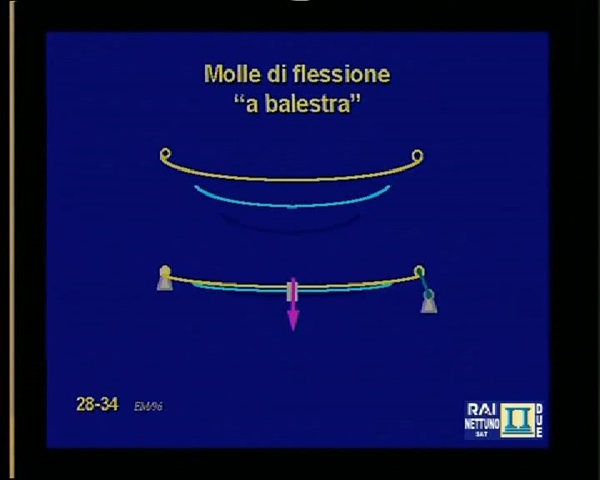 Molle di flessione
“a balestra”
28-34 EM/96
RAI
NETTUNO
SAT
DUE